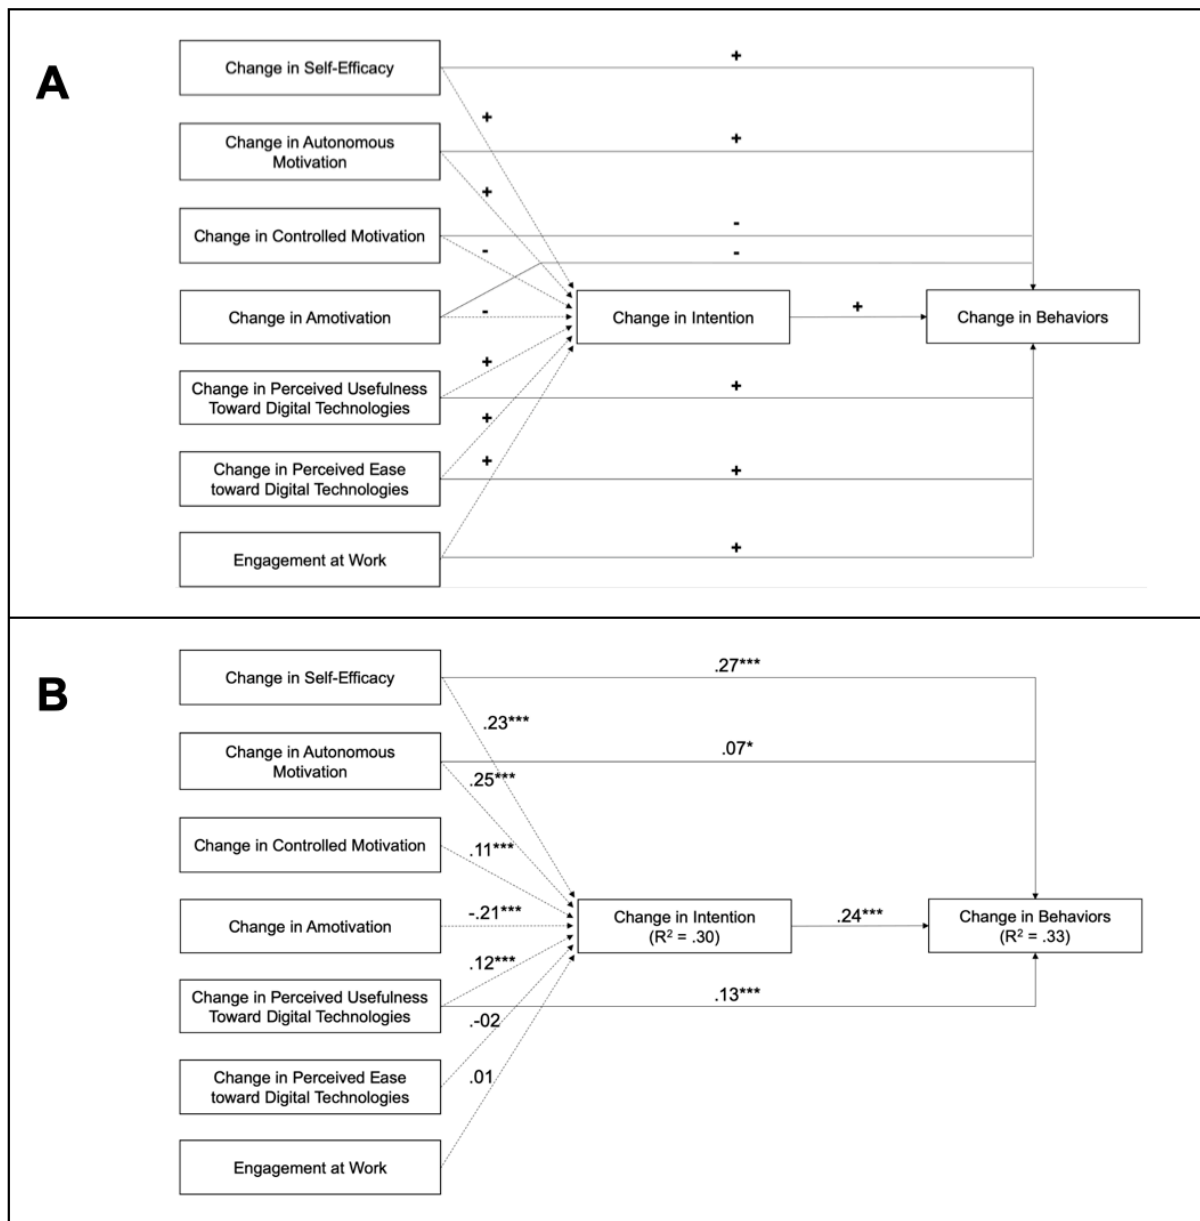 A
Change in Self-Efficacy
+
+
Change in Autonomous
Motivation
+
+
Change in Controlled Motivation
-
-
-
Change in Amotivation
-
Change in Intention
+
Change in Behaviors
Change in Perceived Usefulness
Toward Digital Technologies
+
+
+
Change in Perceived Ease
toward Digital Technologies
+
+
Engagement at Work
+
B
Change in Self-Efficacy
.27***
.23***
Change in Autonomous
Motivation
.07*
.25***
Change in Controlled Motivation
.11***
Change in Amotivation
-.21***
Change in Intention
(R² = .30)
.24***
Change in Behaviors
(R² = .33)
.12***
Change in Perceived Usefulness
Toward Digital Technologies
.13***
.-02
Change in Perceived Ease
toward Digital Technologies
.01
Engagement at Work